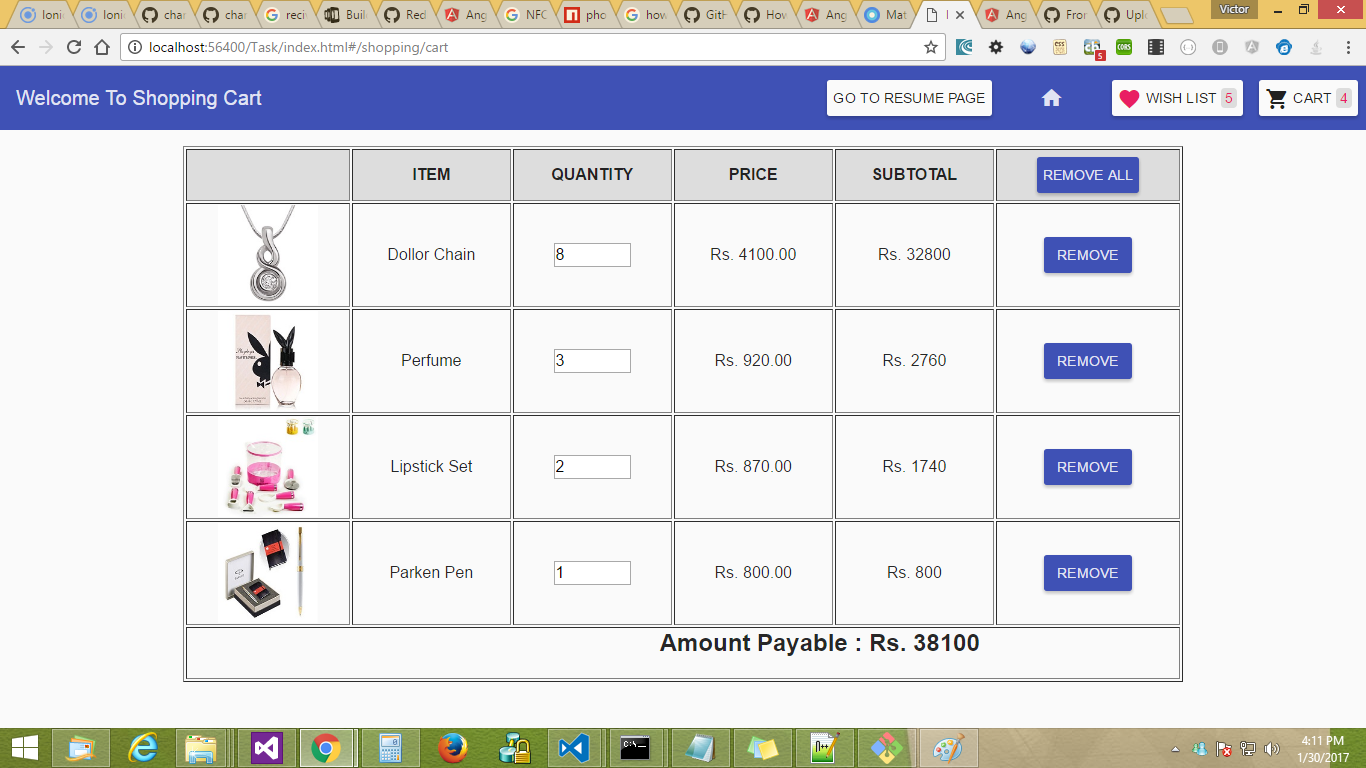 Ioni
Ioni
char
char
reci
Buil
Red
Ang
NFC
pho
how
GitH
How
Ang
Mat
Ang
Fron
Uplo
Victor
localhost:56400/Task/index.html#/shopping/cart
CORS
5
Welcome To Shopping Cart
GO TO RESUME PAGE
WISH LIST 5
CART 4
ITEM QUANTITY PRICE SUBTOTAL REMOVE ALL
Dollor Chain 8 Rs. 4100.00 Rs. 32800 REMOVE
Perfume 3 Rs. 920.00 Rs. 2760 REMOVE
Lipstick Set 2 Rs. 870.00 Rs. 1740 REMOVE
Parken Pen 1 Rs. 800.00 Rs. 800 REMOVE
Amount Payable : Rs. 38100
4:11 PM
1/30/2017